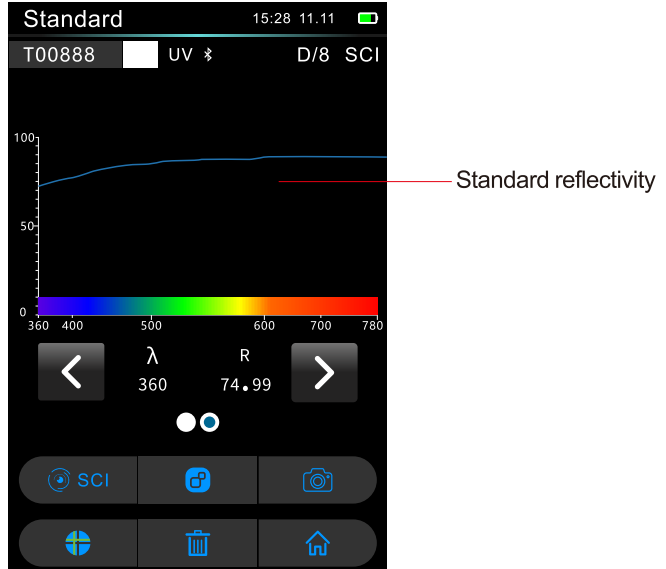 Standard 15:28 11.11
T00888 UV D/8 SCI
100
Standard reflectivity
50
0
360 400 500 600 700 780
λ R
360 74.99
SCI